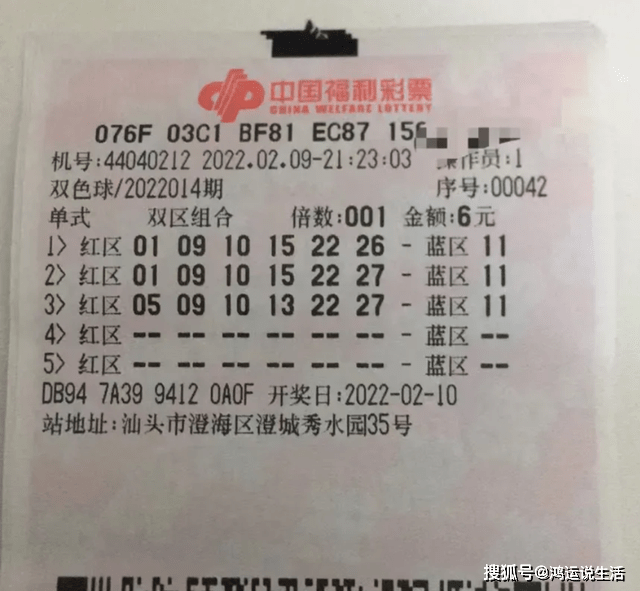 中国福利彩票
CHINA WELFARE LOTTERY
076F 03C1 BF81 EC87
机号:44040212 2022.02.09-21:23:03 操作员:1
双色球/2022014期 序号:00042
单式 双区组合 倍数:001 金额:6元
1> 红区 01 09 10 15 22 26 - 蓝区 11
2> 红区 01 09 10 15 22 27 - 蓝区 11
3> 红区 05 09 10 13 22 27 - 蓝区 11
4> 红区 -- -- -- -- -- -- - 蓝区 --
5> 红区 -- -- -- -- -- -- - 蓝区 --
DB94 7A39 9412 0A0F 开奖日:2022-02-10
站地址:汕头市澄海区澄城秀水园35号
搜狐号@鸿运说生活